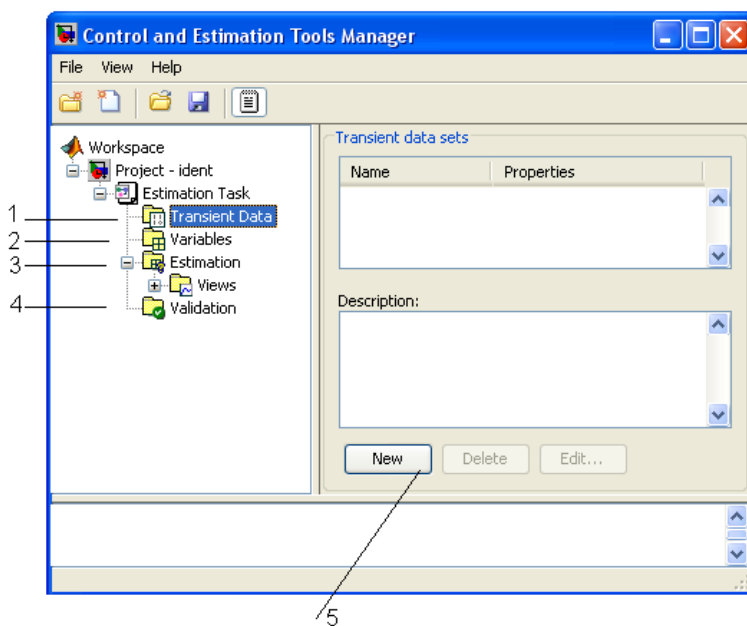 Control and Estimation Tools Manager
File View Help
Workspace
Project - ident
Estimation Task
1 Transient Data
2 Variables
3 Estimation
Views
4 Validation
Transient data sets
Name Properties
Description:
New Delete Edit...
5